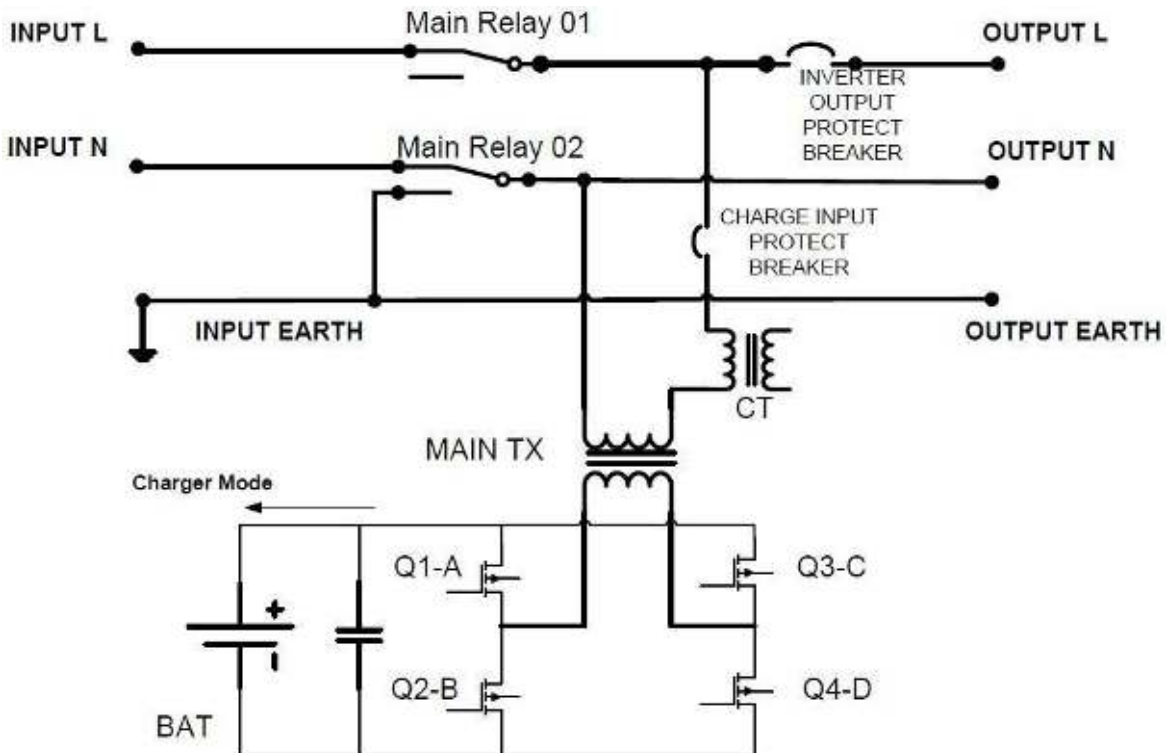 INPUT L
Main Relay 01
OUTPUT L
INVERTER
OUTPUT
PROTECT
BREAKER
INPUT N
Main Relay 02
OUTPUT N
CHARGE INPUT
PROTECT
BREAKER
INPUT EARTH
OUTPUT EARTH
CT
MAIN TX
Charger Mode
Q1-A
Q3-C
+
-
Q2-B
Q4-D
BAT